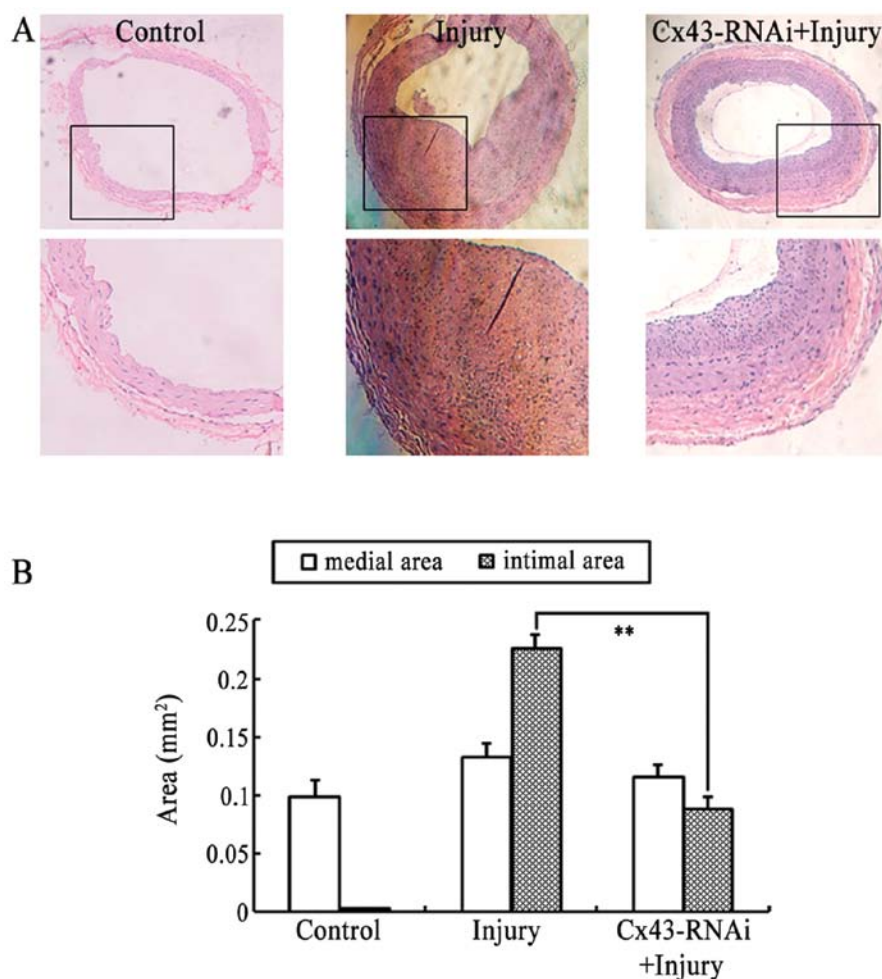 A
Control Injury Cx43-RNAi+Injury
B
medial area intimal area
0.25
**
0.2
0.15
0.1
0.05
0
Area (mm²)
Control Injury Cx43-RNAi
+Injury